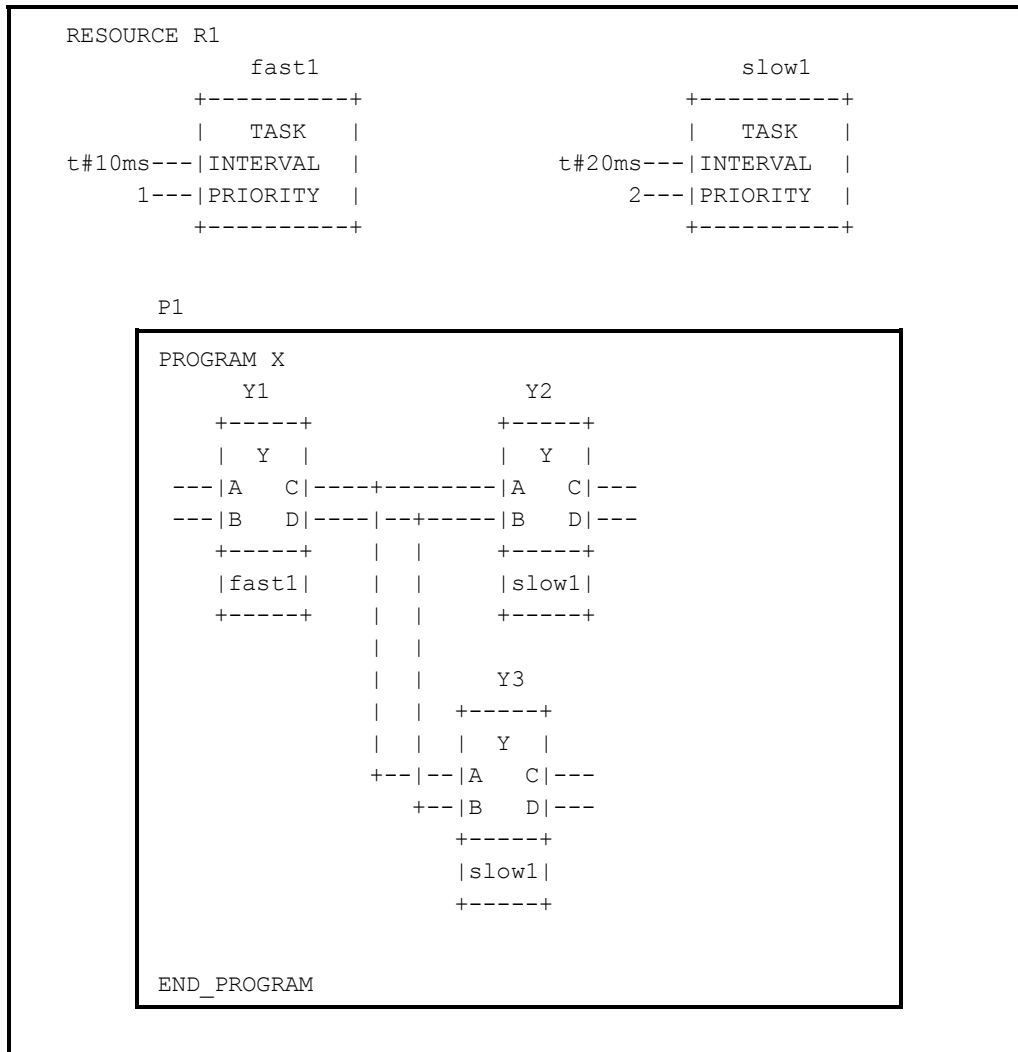 RESOURCE R1
           fast1                            slow1
        +----------+                    +----------+
        |   TASK   |                    |   TASK   |
t#10ms---|INTERVAL  |            t#20ms---|INTERVAL  |
     1---|PRIORITY  |                 2---|PRIORITY  |
        +----------+                    +----------+
P1
PROGRAM X
      Y1                 Y2
    +-----+            +-----+
    |  Y  |            |  Y  |
 ---|A   C|----+--------|A   C|---
 ---|B   D|----|--+-----|B   D|---
    +-----+    |  |     +-----+
    |fast1|    |  |     |slow1|
    +-----+    |  |     +-----+
               |  |
               |  |     Y3
               |  |  +-----+
               |  |  |  Y  |
               +--|--|A   C|---
                  +--|B   D|---
                     +-----+
                     |slow1|
                     +-----+
END_PROGRAM